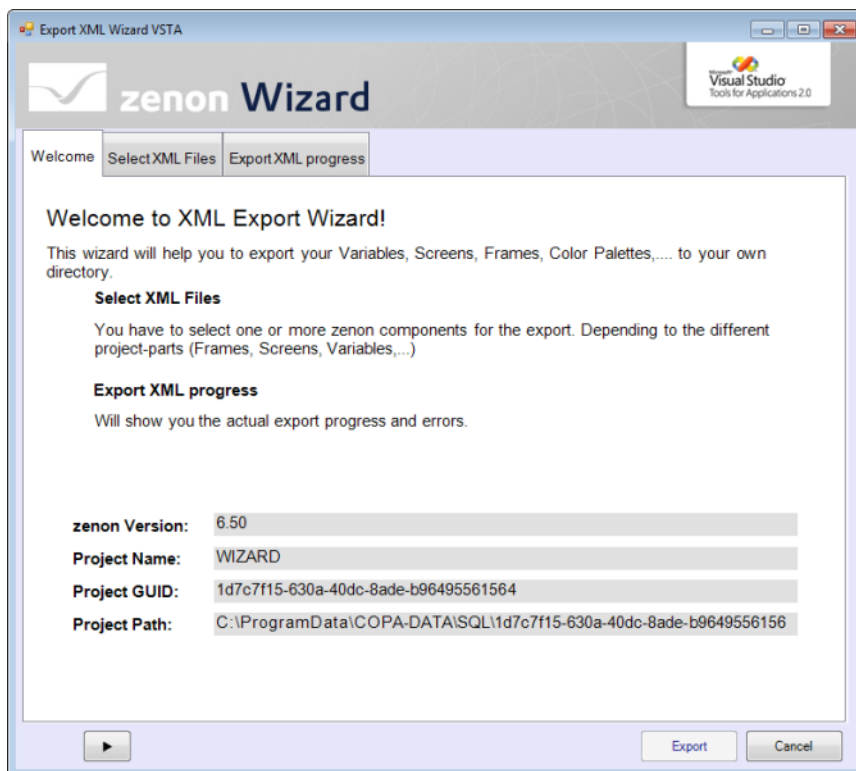 Export XML Wizard VSTA
zenon Wizard
Microsoft
Visual Studio
Tools for Applications 2.0
Welcome
Select XML Files
Export XML progress
Welcome to XML Export Wizard!
This wizard will help you to export your Variables, Screens, Frames, Color Palettes,.... to your own
directory.
Select XML Files
You have to select one or more zenon components for the export. Depending to the different
project-parts (Frames, Screens, Variables,...)
Export XML progress
Will show you the actual export progress and errors.
zenon Version: 6.50
Project Name: WIZARD
Project GUID: 1d7c7f15-630a-40dc-8ade-b96495561564
Project Path: C:\ProgramData\COPA-DATA\SQL\1d7c7f15-630a-40dc-8ade-b9649556156
Export
Cancel